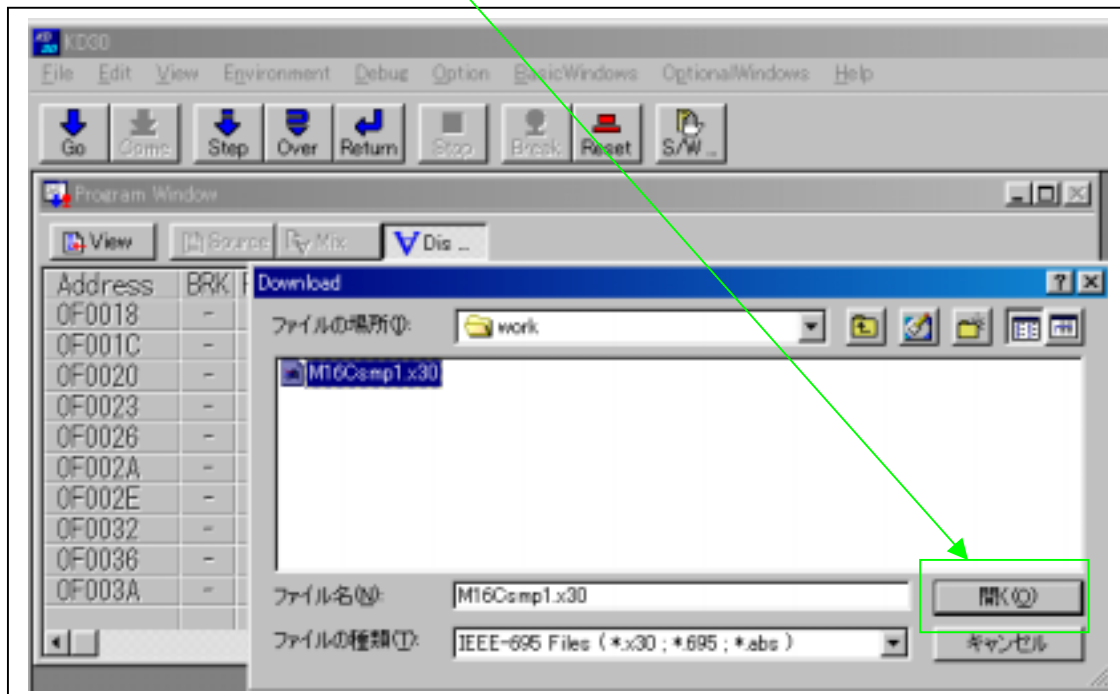 KD30
File Edit View Environment Debug Option BasicWindows OptionalWindows Help
Go Come Step Over Return Stop Break Reset S/W ...
Program Window
View Source Mix Dis ...
Address BRK
Download
0F0018 -
ファイルの場所(I): work
0F001C -
M16Csmp1.x30
0F0020 -
0F0023 -
0F0026 -
0F002A -
0F002E -
0F0032 -
0F0036 -
0F003A -
ファイル名(N): M16Csmp1.x30 開く(O)
ファイルの種類(T): IEEE-695 Files (*.x30 ; *.695 ; *.abs ) キャンセル